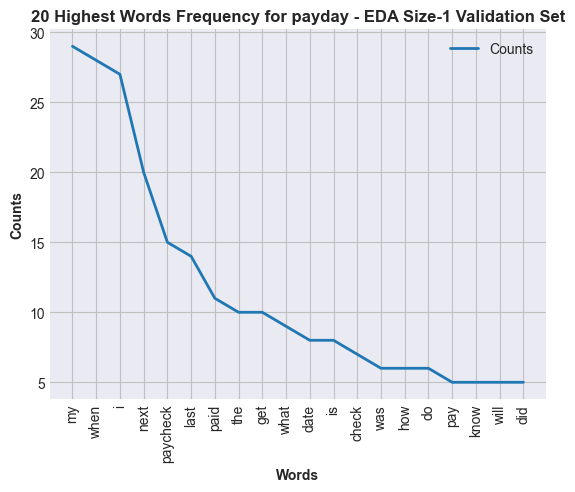 20 Highest Words Frequency for payday - EDA Size-1 Validation Set
Counts
30
25
20
15
10
5
Counts
my
when
i
next
paycheck
last
paid
the
get
what
date
is
check
was
how
do
pay
know
will
did
Words